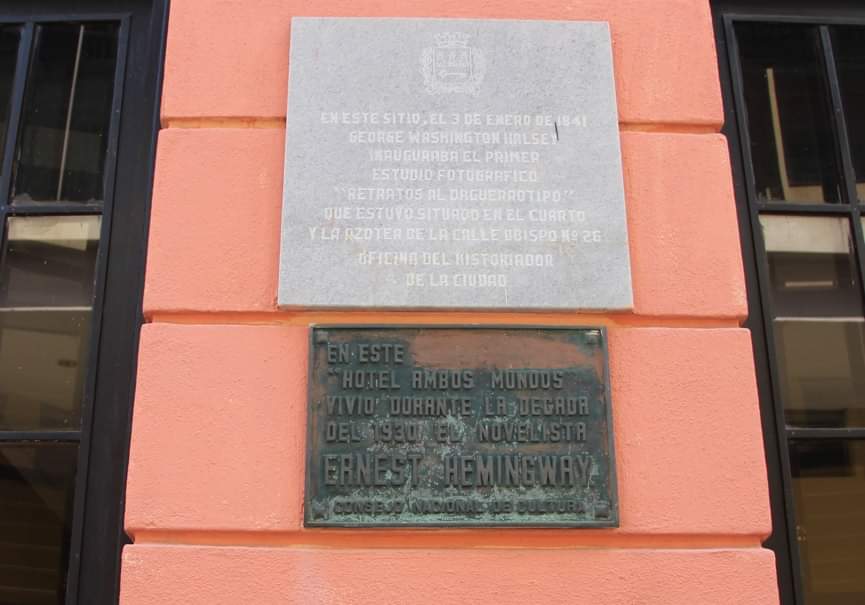 EN ESTE SITIO, EL 3 DE ENERO DE 1841
GEORGE WASHINGTON HALSEY
INAUGURABA EL PRIMER
ESTUDIO FOTOGRAFICO
"RETRATOS AL DAGUERROTIPO"
QUE ESTUVO SITUADO EN EL CUARTO
Y LA AZOTEA DE LA CALLE OBISPO Nº 26
OFICINA DEL HISTORIADOR
DE LA CIUDAD
EN ESTE
"HOTEL AMBOS MUNDOS"
VIVIO DURANTE LA DECADA
DEL 1930 EL NOVELISTA
ERNEST HEMINGWAY
CONSEJO NACIONAL DE CULTURA